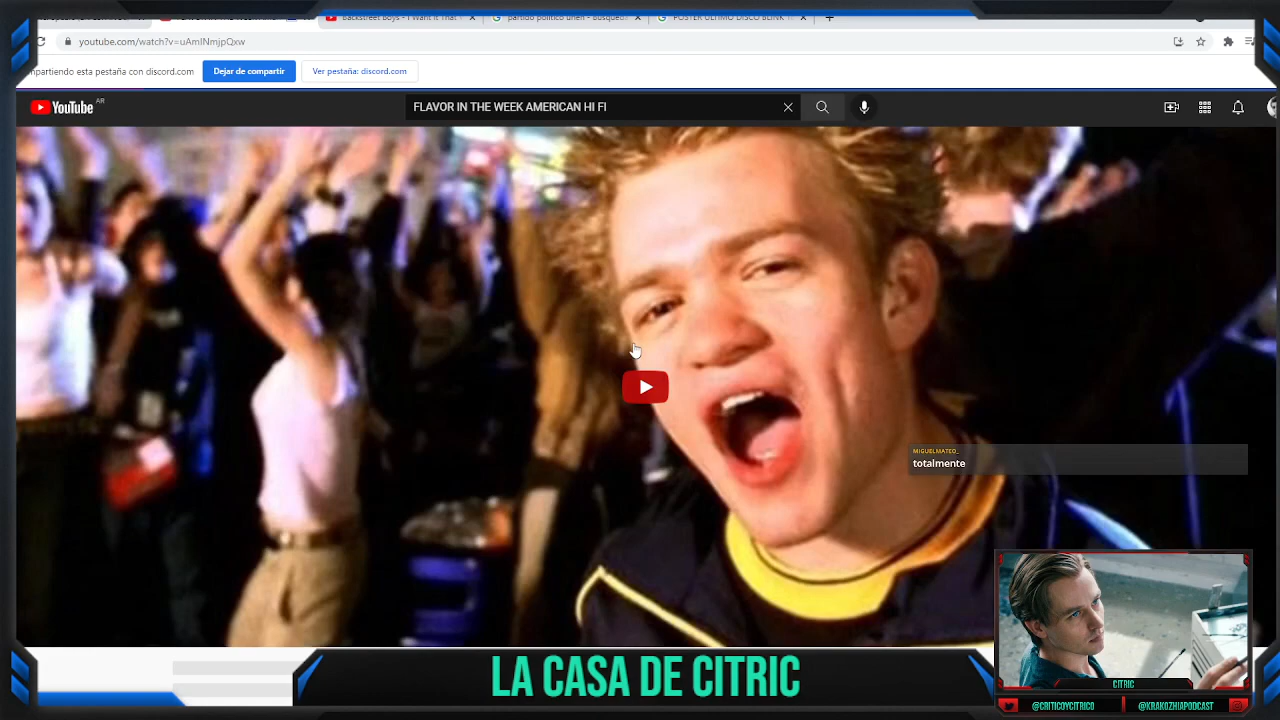 backstreet boys - I Want It That
partido politico unen - búsqued
POSTER ULTIMO DISCO BLINK
youtube.com/watch?v=uAmINmjpQxw
mpartiendo esta pestaña con discord.com
Dejar de compartir
Ver pestaña: discord.com
YouTube AR
FLAVOR IN THE WEEK AMERICAN HI FI
MIGUELMATEO_
totalmente
LA CASA DE CITRIC
CITRIC
@CRITICOYCITRICO
@KRAKOZHIAPODCAST